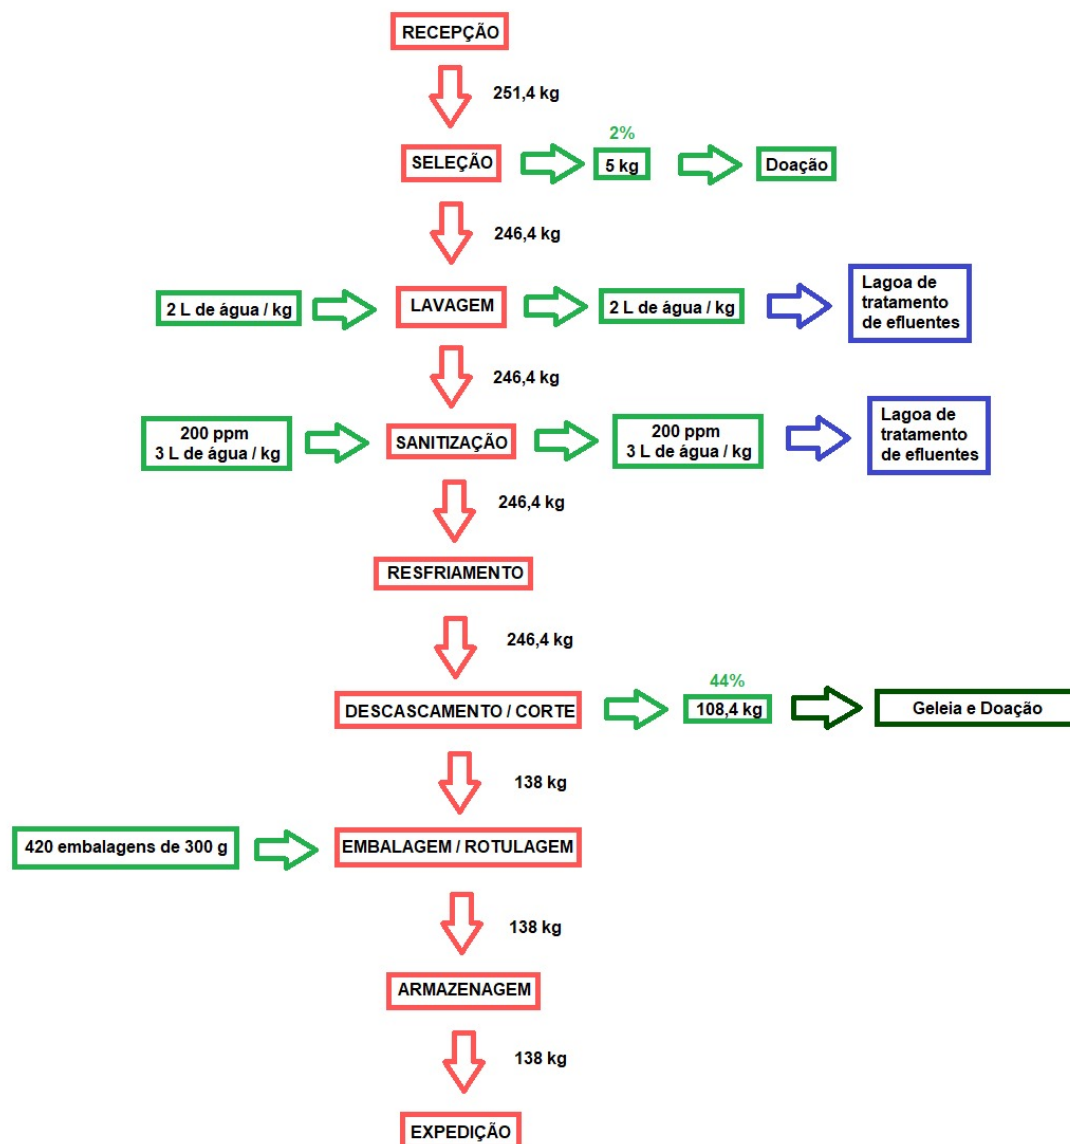 RECEPÇÃO
251,4 kg
2%
SELEÇÃO
5 kg
Doação
246,4 kg
2 L de água / kg
LAVAGEM
2 L de água / kg
Lagoa de
tratamento
de efluentes
246,4 kg
200 ppm
3 L de água / kg
SANITIZAÇÃO
200 ppm
3 L de água / kg
Lagoa de
tratamento
de efluentes
246,4 kg
RESFRIAMENTO
246,4 kg
44%
DESCASCAMENTO / CORTE
108,4 kg
Geleia e Doação
138 kg
420 embalagens de 300 g
EMBALAGEM / ROTULAGEM
138 kg
ARMAZENAGEM
138 kg
EXPEDIÇÃO